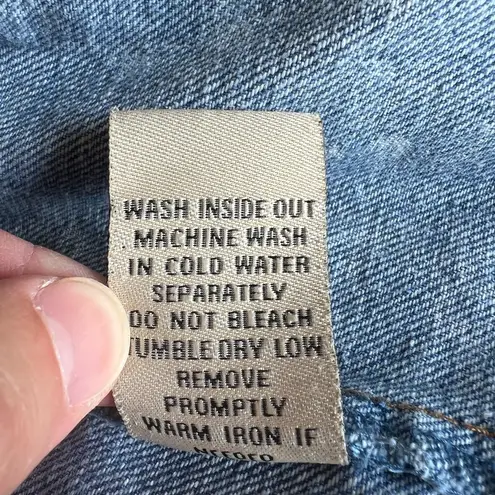 WASH INSIDE OUT
MACHINE WASH
IN COLD WATER
SEPARATELY
DO NOT BLEACH
TUMBLE DRY LOW
REMOVE
PROMPTLY
WARM IRON IF
NEEDED